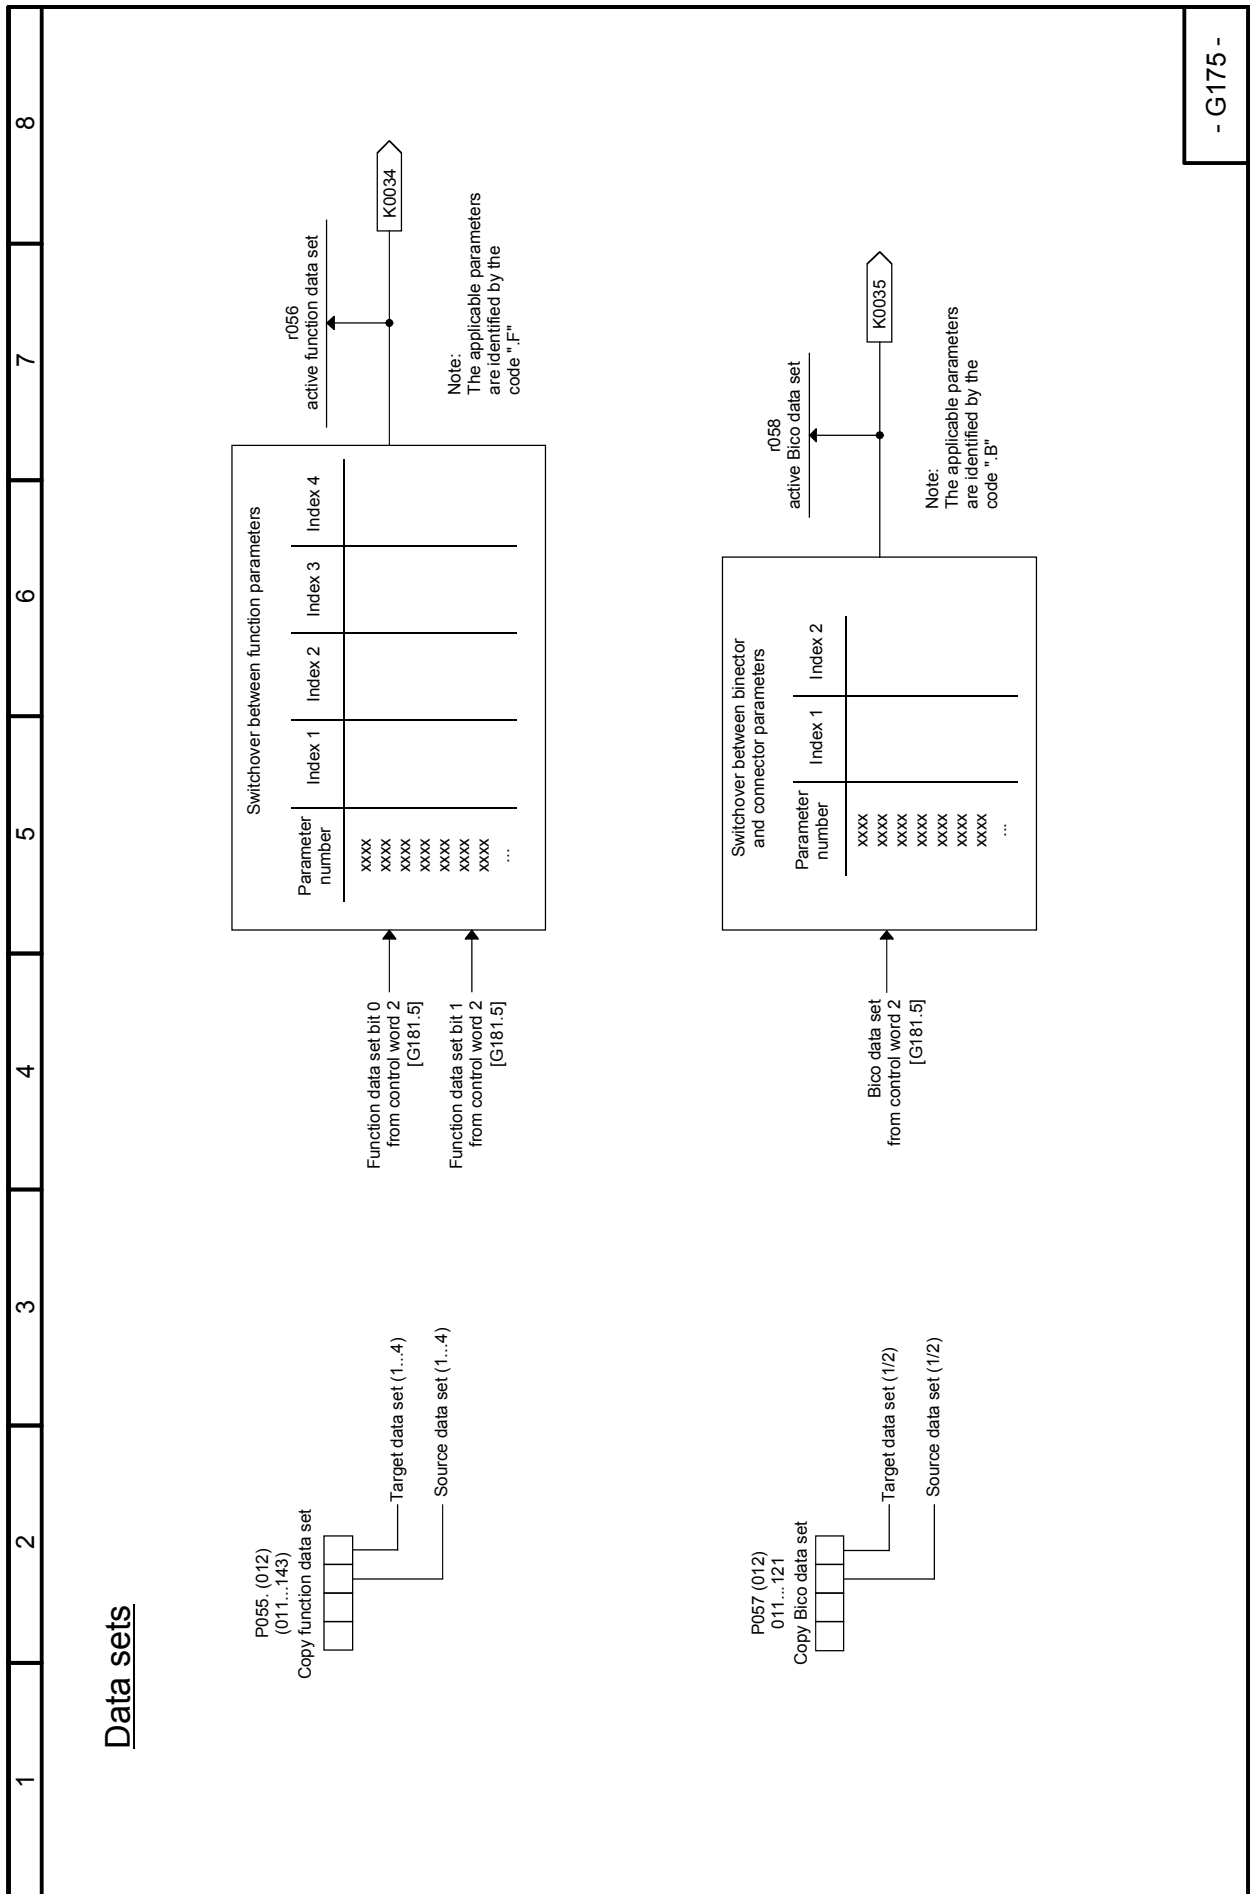 1
2
3
4
5
6
7
8
Data sets
P055. (012)
(011...143)
Copy function data set
Target data set (1...4)
Source data set (1...4)
Function data set bit 0
from control word 2
[G181.5]
Function data set bit 1
from control word 2
[G181.5]
Switchover between function parameters
Parameter number Index 1 Index 2 Index 3 Index 4
xxxx
xxxx
xxxx
xxxx
xxxx
xxxx
xxxx
...
r056
active function data set
K0034
Note:
The applicable parameters
are identified by the
code ".F"
P057 (012)
011...121
Copy Bico data set
Target data set (1/2)
Source data set (1/2)
Bico data set
from control word 2
[G181.5]
Switchover between binector
and connector parameters
Parameter number Index 1 Index 2
xxxx
xxxx
xxxx
xxxx
xxxx
xxxx
xxxx
...
r058
active Bico data set
K0035
Note:
The applicable parameters
are identified by the
code ".B"
- G175 -